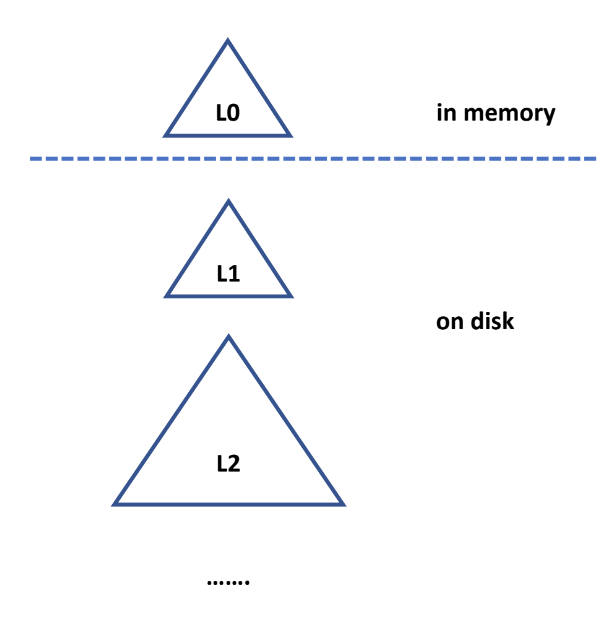 L0
in memory
L1
on disk
L2
…….